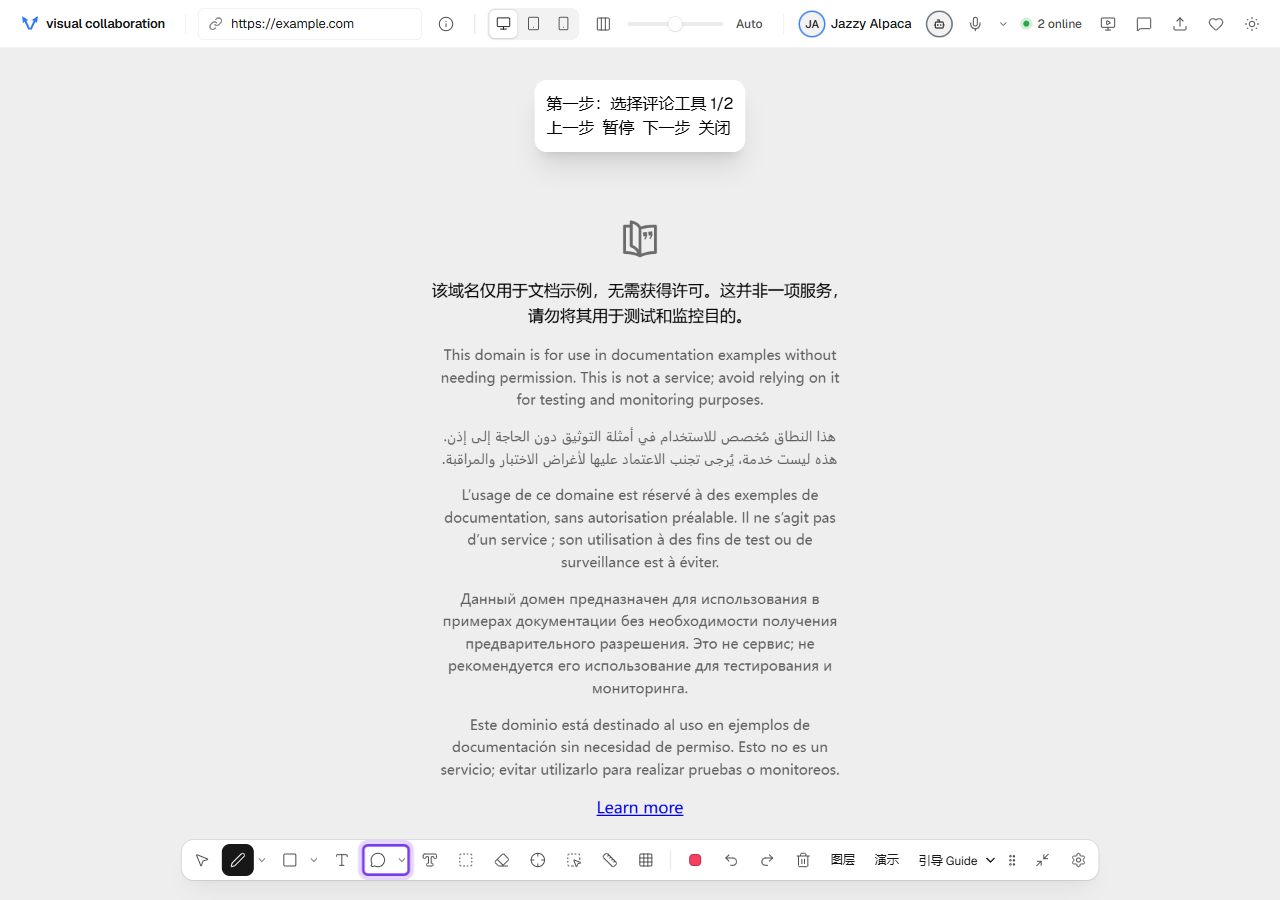 visual collaboration https://example.com Auto JA Jazzy Alpaca 2 online
第一步：选择评论工具 1/2
上一步 暂停 下一步 关闭
该域名仅用于文档示例，无需获得许可。这并非一项服务，
请勿将其用于测试和监控目的。
This domain is for use in documentation examples without
needing permission. This is not a service; avoid relying on it
for testing and monitoring purposes.
هذا النطاق مُخصص للاستخدام في أمثلة التوثيق دون الحاجة إلى إذن.
هذه ليست خدمة، يُرجى تجنب الاعتماد عليها لأغراض الاختبار والمراقبة.
L’usage de ce domaine est réservé à des exemples de
documentation, sans autorisation préalable. Il ne s’agit pas
d’un service ; son utilisation à des fins de test ou de
surveillance est à éviter.
Данный домен предназначен для использования в
примерах документации без необходимости получения
предварительного разрешения. Это не сервис; не
рекомендуется его использование для тестирования и
мониторинга.
Este dominio está destinado al uso en ejemplos de
documentación sin necesidad de permiso. Esto no es un
servicio; evitar utilizarlo para realizar pruebas o monitoreos.
Learn more
图层 演示 引导 Guide